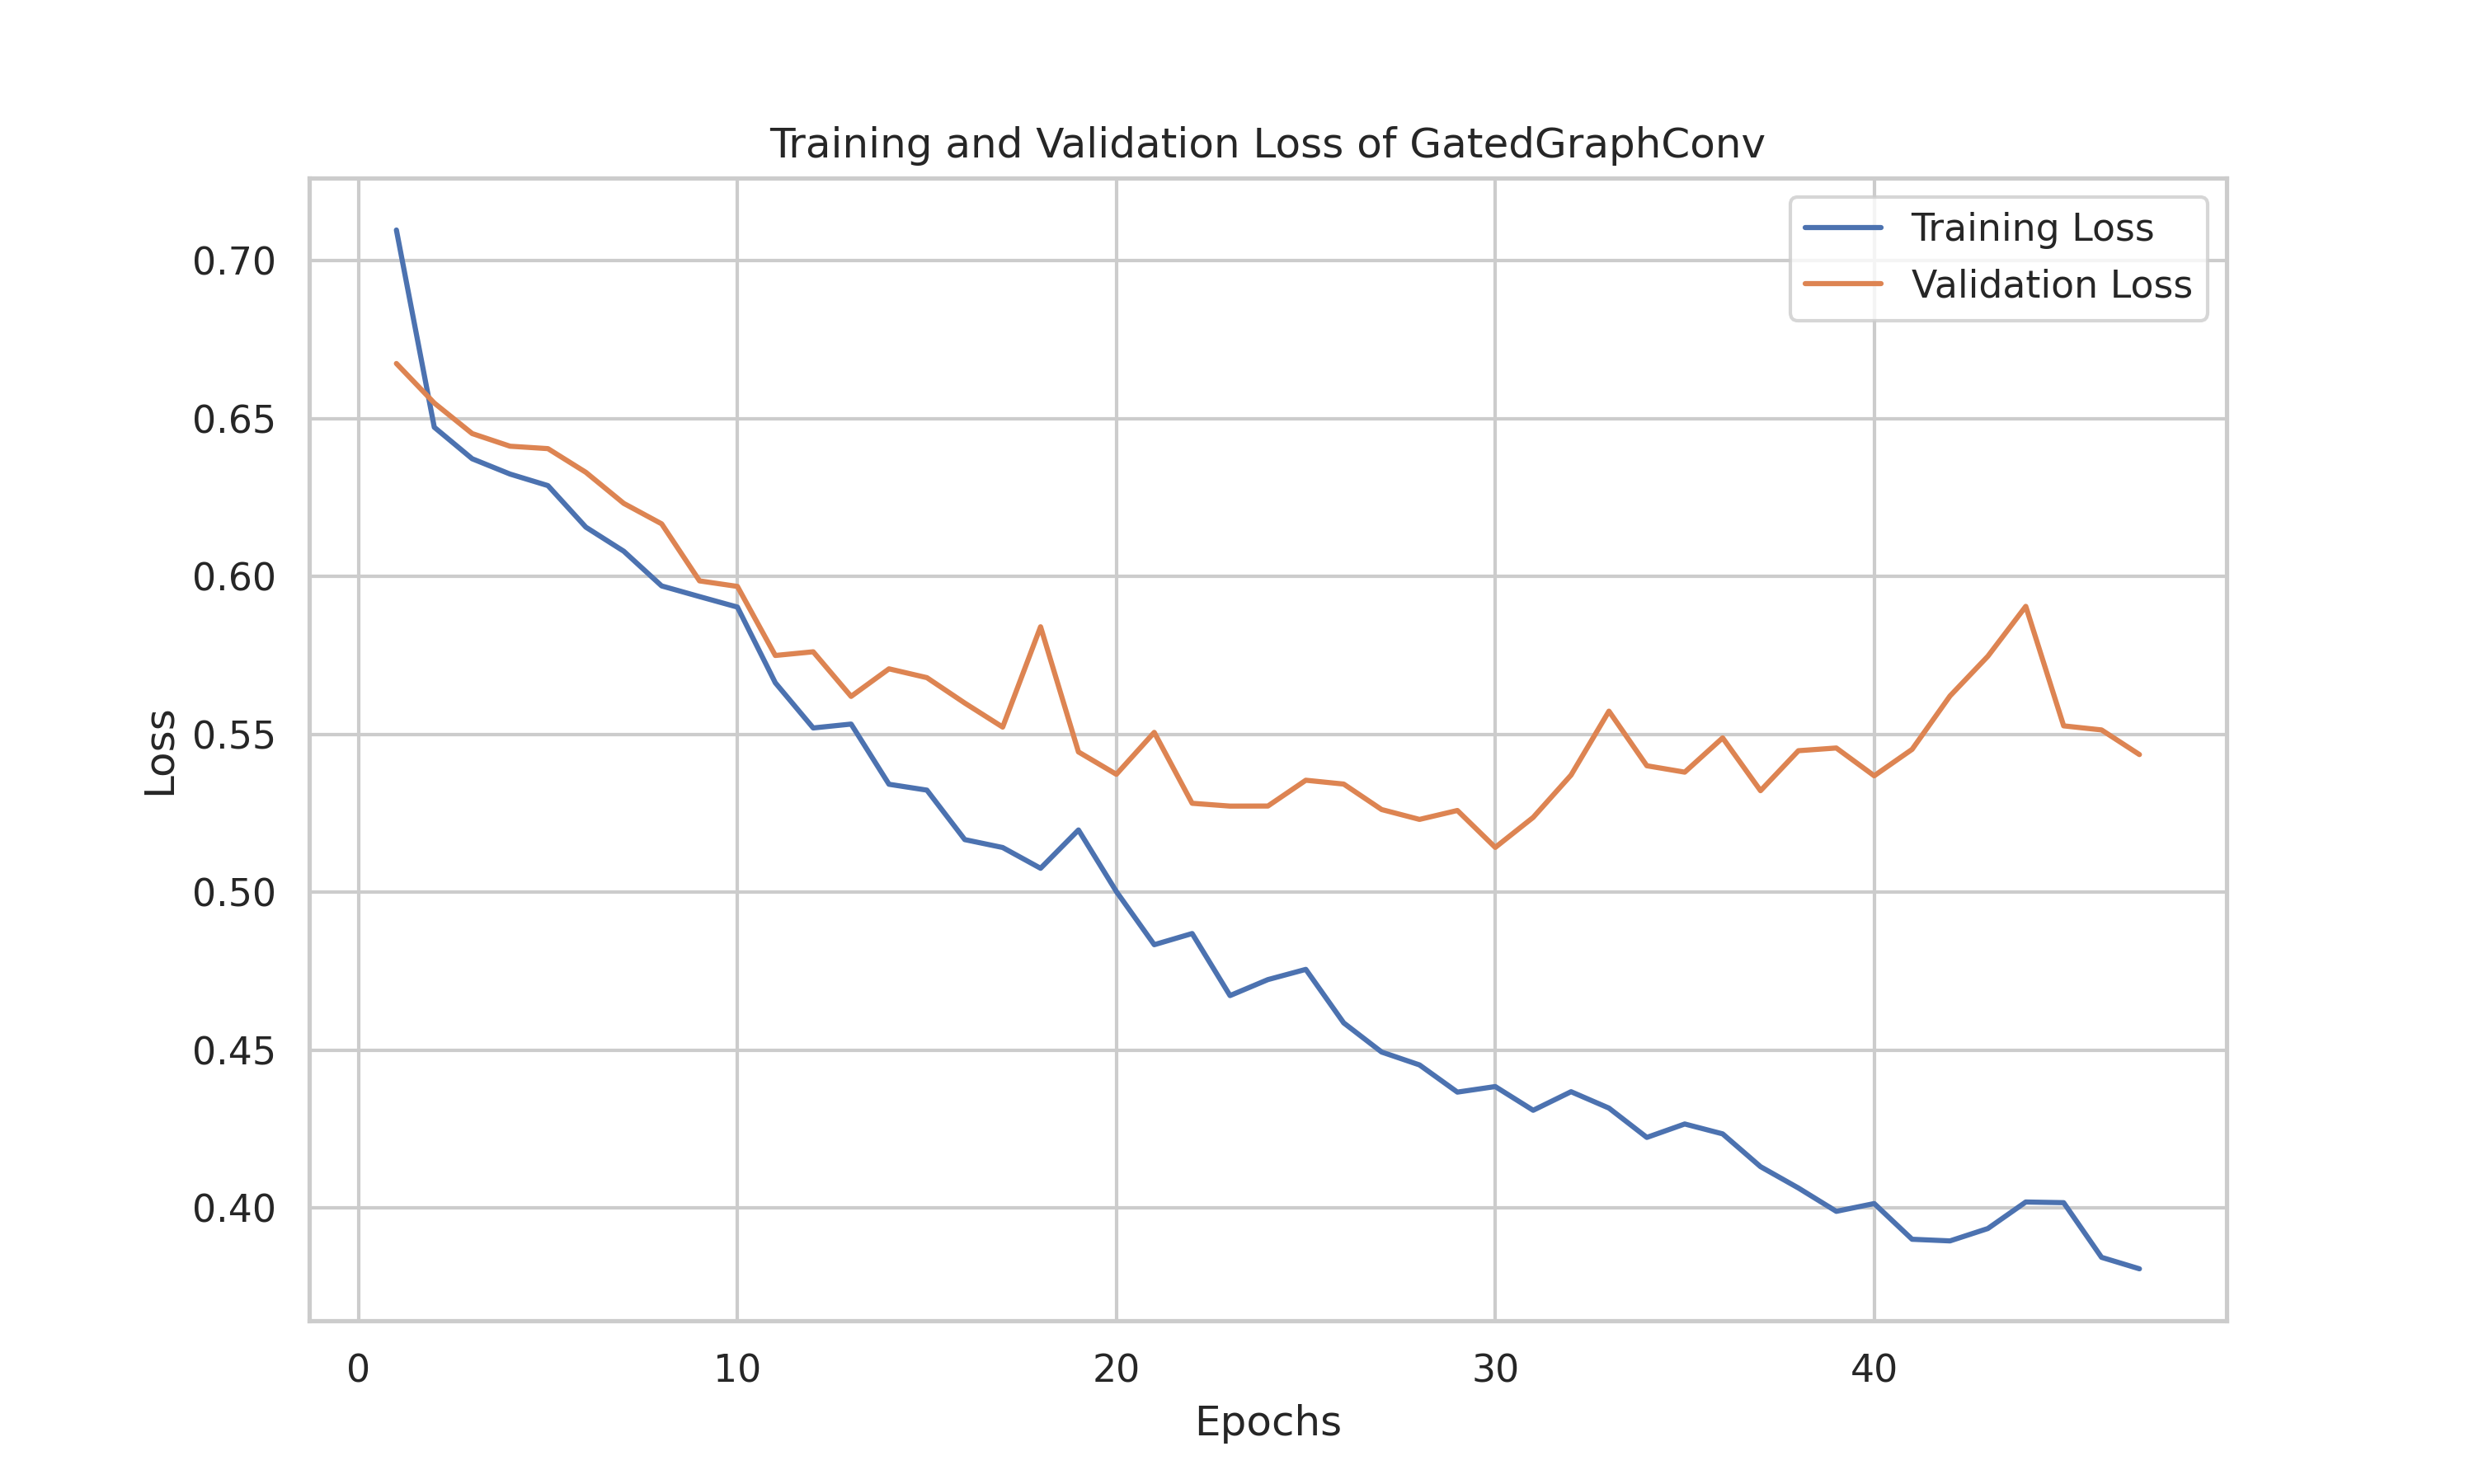 Training and Validation Loss of GatedGraphConv
Training Loss
Validation Loss
Loss
0.70
0.65
0.60
0.55
0.50
0.45
0.40
0 10 20 30 40
Epochs